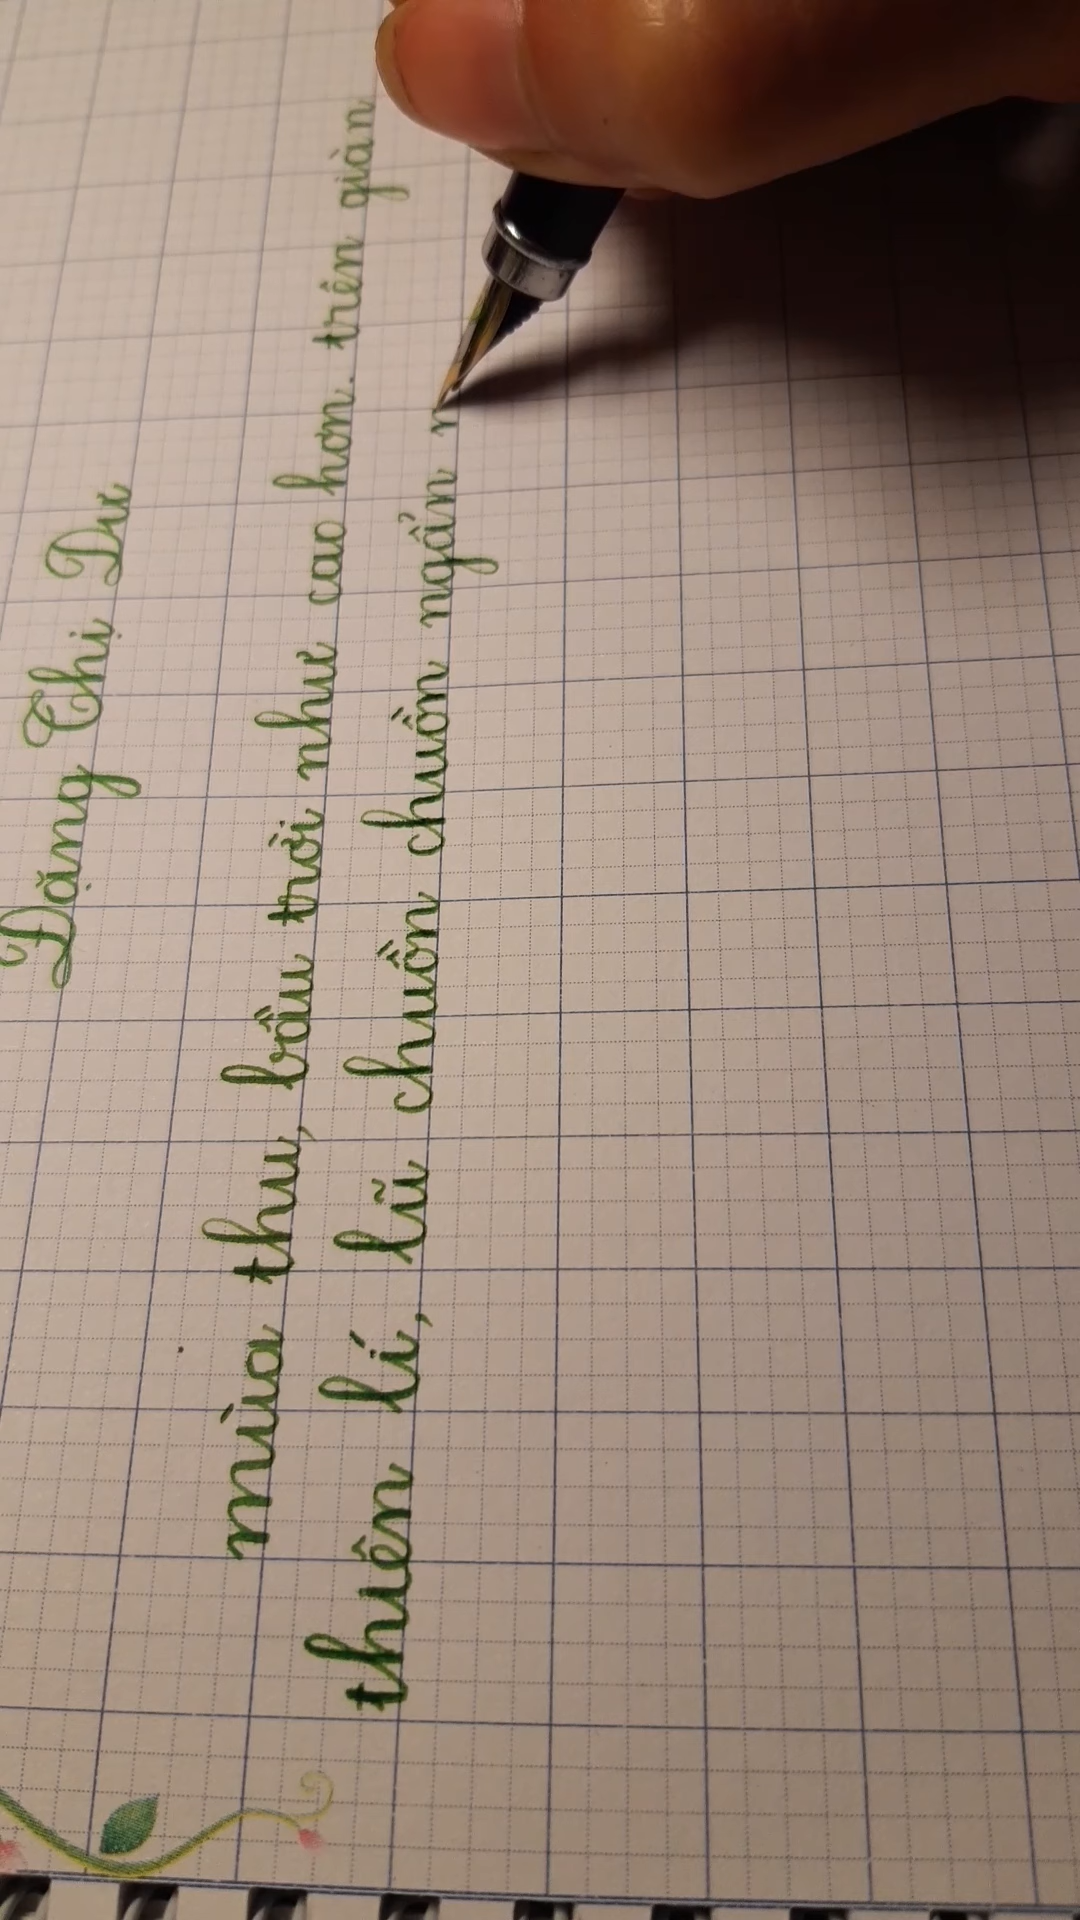 Đặng Thị Dư
mùa thu, bầu trời như cao hơn. trên giàn
thiên lí, lũ chuồn chuồn ngẩn n